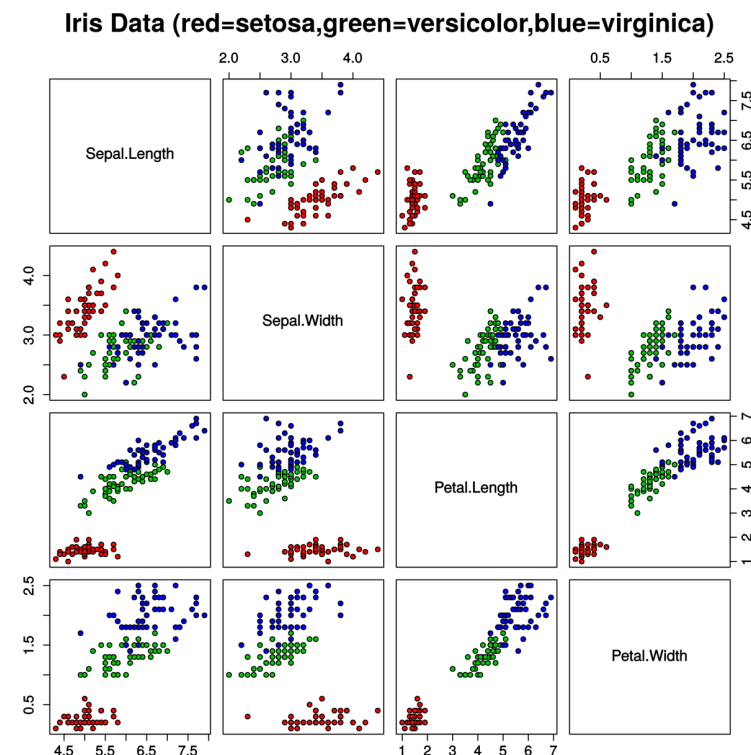 Iris Data (red=setosa,green=versicolor,blue=virginica)
2.0 3.0 4.0
0.5 1.5 2.5
Sepal.Length
4.5 5.5 6.5 7.5
2.0 3.0 4.0
Sepal.Width
Petal.Length
1 2 3 4 5 6 7
0.5 1.5 2.5
Petal.Width
4.5 5.5 6.5 7.5
1 2 3 4 5 6 7